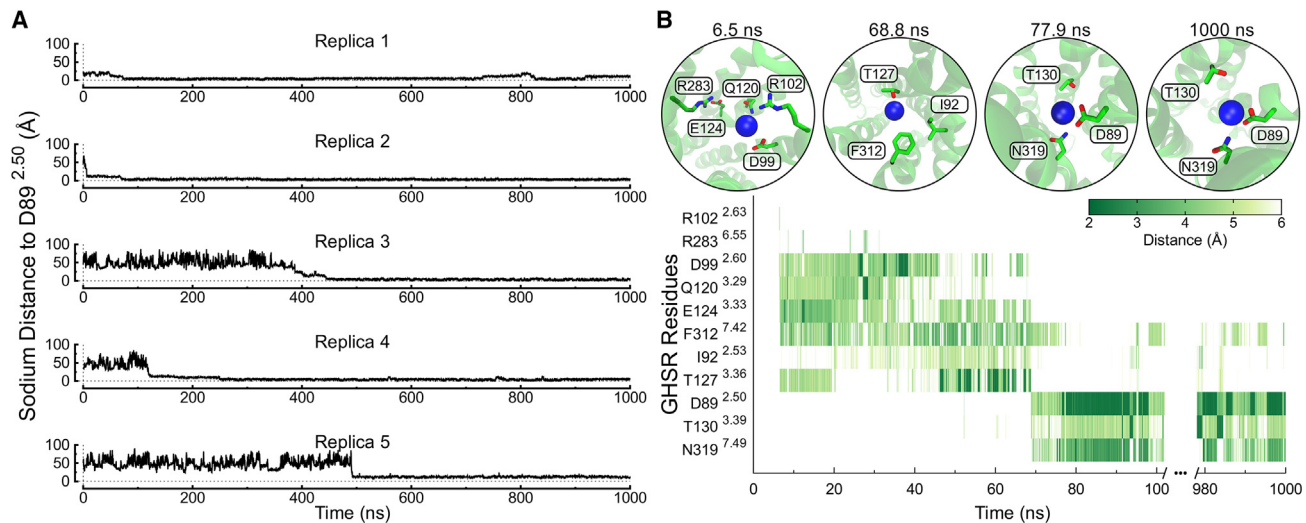 A
Sodium Distance to D89 2.50 (Å)
Replica 1
100
50
0
0 200 400 600 800 1000
Replica 2
100
50
0
0 200 400 600 800 1000
Replica 3
100
50
0
0 200 400 600 800 1000
Replica 4
100
50
0
0 200 400 600 800 1000
Replica 5
100
50
0
0 200 400 600 800 1000
Time (ns)
B
6.5 ns 68.8 ns 77.9 ns 1000 ns
R283 Q120 R102
E124
D99
T127
I92
F312
T130
D89
N319
T130
D89
N319
2 3 4 5 6
Distance (Å)
GHSR Residues
R102 2.63
R283 6.55
D99 2.60
Q120 3.29
E124 3.33
F312 7.42
I92 2.53
T127 3.36
D89 2.50
T130 3.39
N319 7.49
0 20 40 60 80 100 ••• 980 1000
Time (ns)